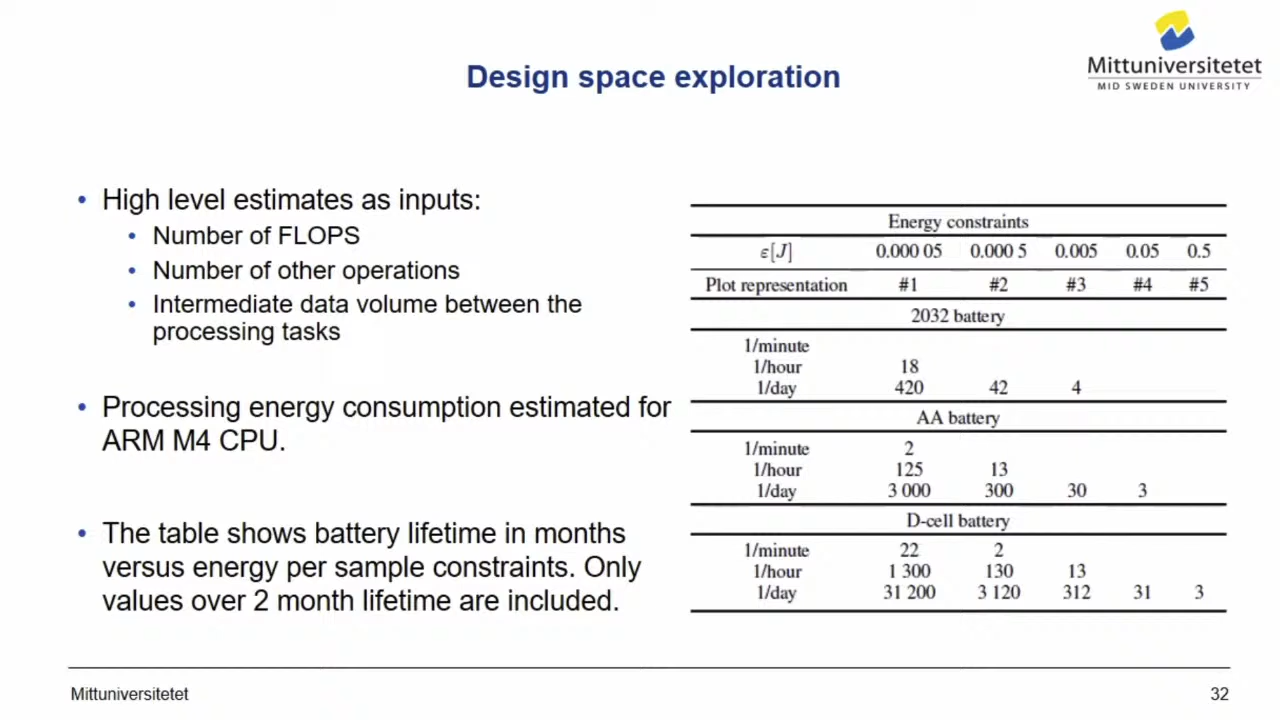 Mittuniversitetet
MID SWEDEN UNIVERSITY
Design space exploration
• High level estimates as inputs:
• Number of FLOPS
• Number of other operations
• Intermediate data volume between the
processing tasks
• Processing energy consumption estimated for
ARM M4 CPU.
• The table shows battery lifetime in months
versus energy per sample constraints. Only
values over 2 month lifetime are included.
Energy constraints
ε[J] 0.000 05 0.000 5 0.005 0.05 0.5
Plot representation #1 #2 #3 #4 #5
2032 battery
1/minute
1/hour 18
1/day 420 42 4
AA battery
1/minute 2
1/hour 125 13
1/day 3 000 300 30 3
D-cell battery
1/minute 22 2
1/hour 1 300 130 13
1/day 31 200 3 120 312 31 3
Mittuniversitetet
32